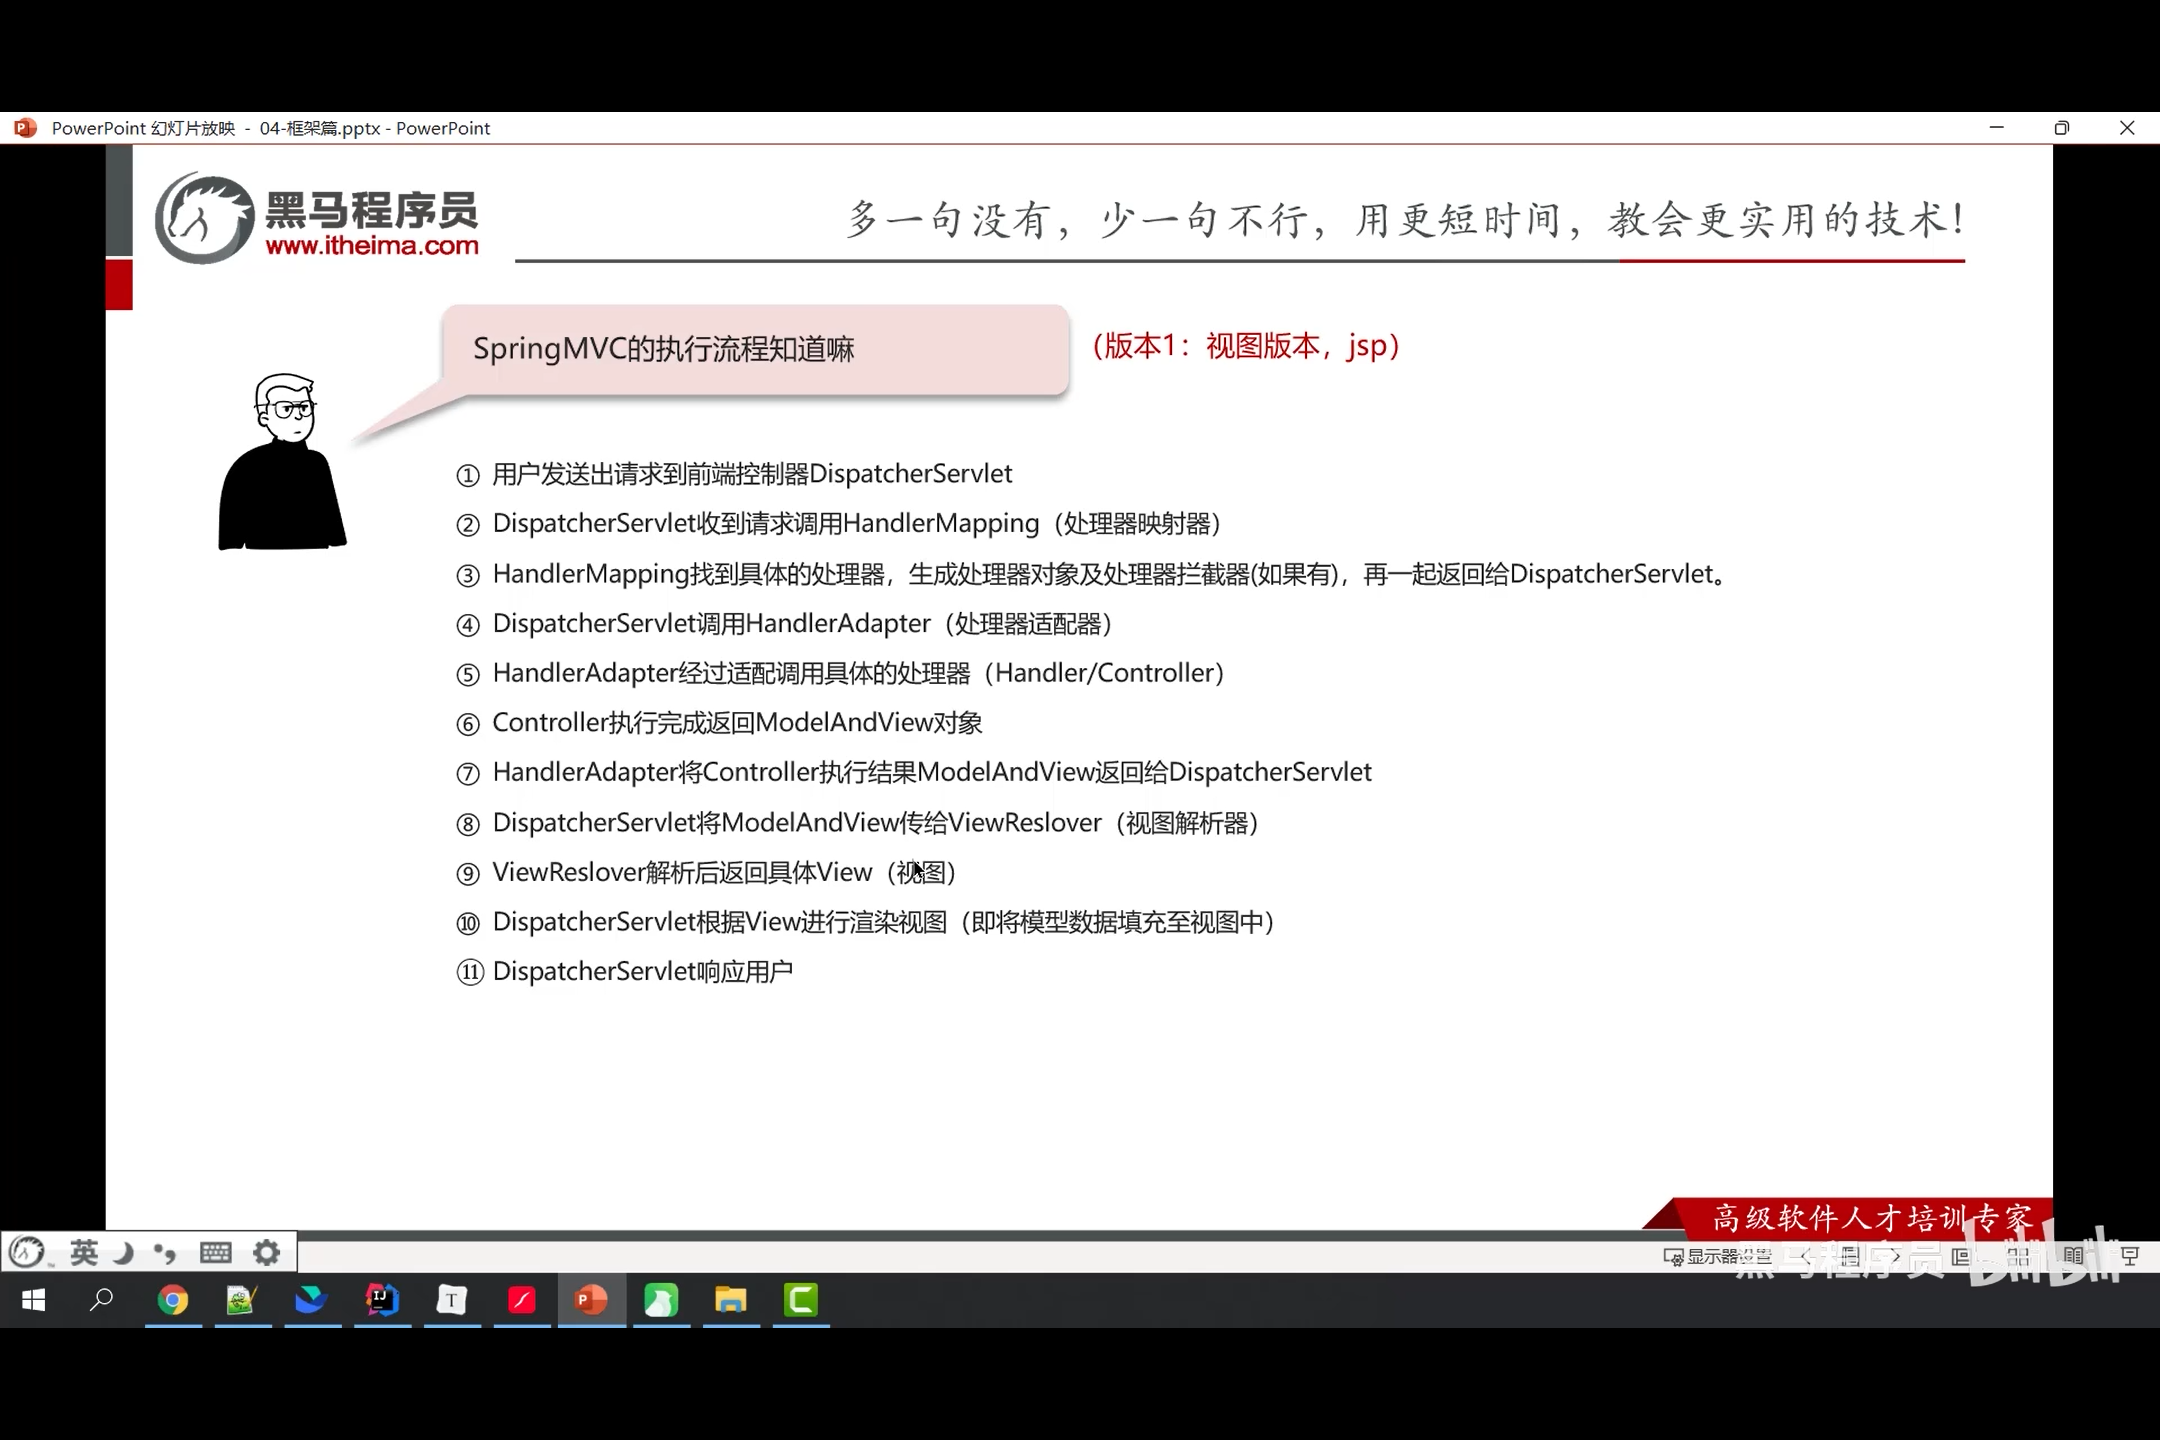 PowerPoint 幻灯片放映 - 04-框架篇.pptx - PowerPoint
黑马程序员
www.itheima.com
多一句没有，少一句不行，用更短时间，教会更实用的技术！
SpringMVC的执行流程知道嘛
（版本1：视图版本，jsp）
① 用户发送出请求到前端控制器DispatcherServlet
② DispatcherServlet收到请求调用HandlerMapping（处理器映射器）
③ HandlerMapping找到具体的处理器，生成处理器对象及处理器拦截器(如果有)，再一起返回给DispatcherServlet。
④ DispatcherServlet调用HandlerAdapter（处理器适配器）
⑤ HandlerAdapter经过适配调用具体的处理器（Handler/Controller）
⑥ Controller执行完成返回ModelAndView对象
⑦ HandlerAdapter将Controller执行结果ModelAndView返回给DispatcherServlet
⑧ DispatcherServlet将ModelAndView传给ViewReslover（视图解析器）
⑨ ViewReslover解析后返回具体View（视图）
⑩ DispatcherServlet根据View进行渲染视图（即将模型数据填充至视图中）
⑪ DispatcherServlet响应用户
高级软件人才培训专家
英
显示器设置
黑马程序员 bilibili